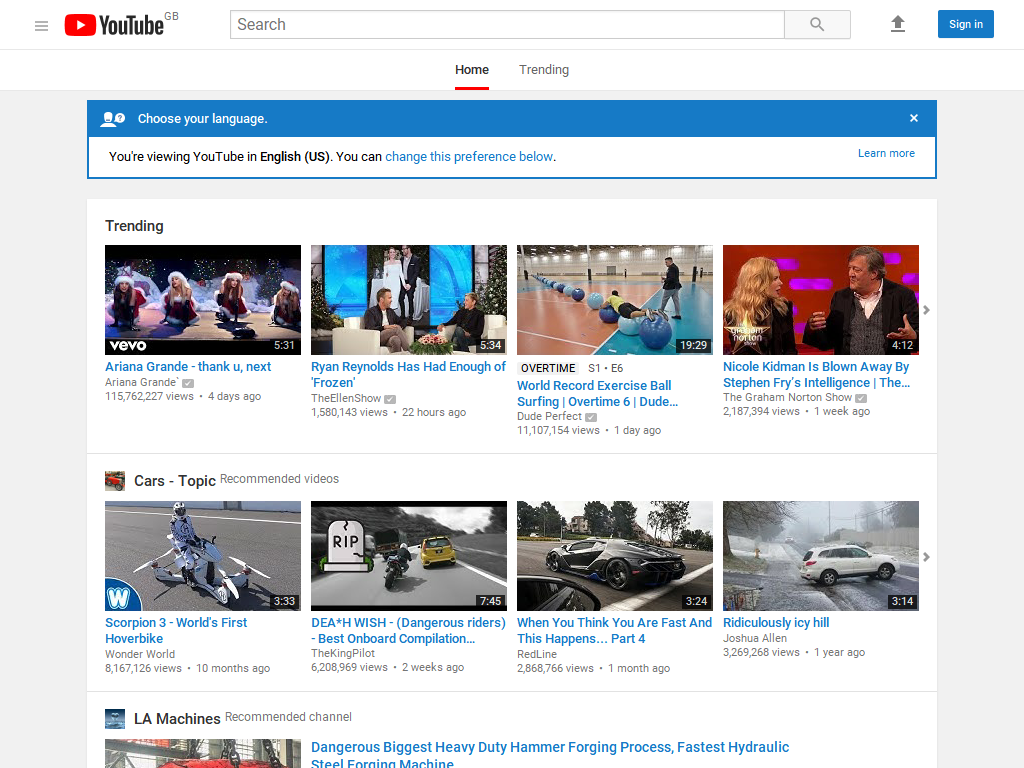 YouTube GB
Search
Sign in
Home
Trending
Choose your language.
×
You're viewing YouTube in English (US). You can change this preference below.
Learn more
Trending
vevo
5:31
5:34
19:29
the graham norton show
4:12
Ariana Grande - thank u, next
Ariana Grande`
115,762,227 views • 4 days ago
Ryan Reynolds Has Had Enough of
'Frozen'
TheEllenShow
1,580,143 views • 22 hours ago
OVERTIME S1 • E6
World Record Exercise Ball
Surfing | Overtime 6 | Dude...
Dude Perfect
11,107,154 views • 1 day ago
Nicole Kidman Is Blown Away By
Stephen Fry's Intelligence | The...
The Graham Norton Show
2,187,394 views • 1 week ago
Cars - Topic Recommended videos
W
3:33
RIP
7:45
3:24
3:14
Scorpion 3 - World's First
Hoverbike
Wonder World
8,167,126 views • 10 months ago
DEA*H WISH - (Dangerous riders)
- Best Onboard Compilation...
TheKingPilot
6,208,969 views • 2 weeks ago
When You Think You Are Fast And
This Happens... Part 4
RedLine
2,868,766 views • 1 month ago
Ridiculously icy hill
Joshua Allen
3,269,268 views • 1 year ago
LA Machines Recommended channel
Dangerous Biggest Heavy Duty Hammer Forging Process, Fastest Hydraulic
Steel Forging Machine